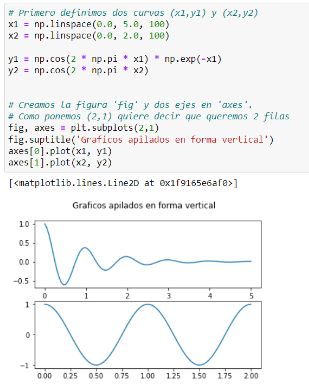 # Primero definimos dos curvas (x1,y1) y (x2,y2)
x1 = np.linspace(0.0, 5.0, 100)
x2 = np.linspace(0.0, 2.0, 100)
y1 = np.cos(2 * np.pi * x1) * np.exp(-x1)
y2 = np.cos(2 * np.pi * x2)
# Creamos la figura 'fig' y dos ejes en 'axes'.
# Como ponemos (2,1) quiere decir que queremos 2 filas
fig, axes = plt.subplots(2,1)
fig.suptitle('Graficos apilados en forma vertical')
axes[0].plot(x1, y1)
axes[1].plot(x2, y2)
[<matplotlib.lines.Line2D at 0x1f9165e6af0>]
Graficos apilados en forma vertical
1.0
0.5
0.0
−0.5
0 1 2 3 4 5
1
0
−1
0.00 0.25 0.50 0.75 1.00 1.25 1.50 1.75 2.00